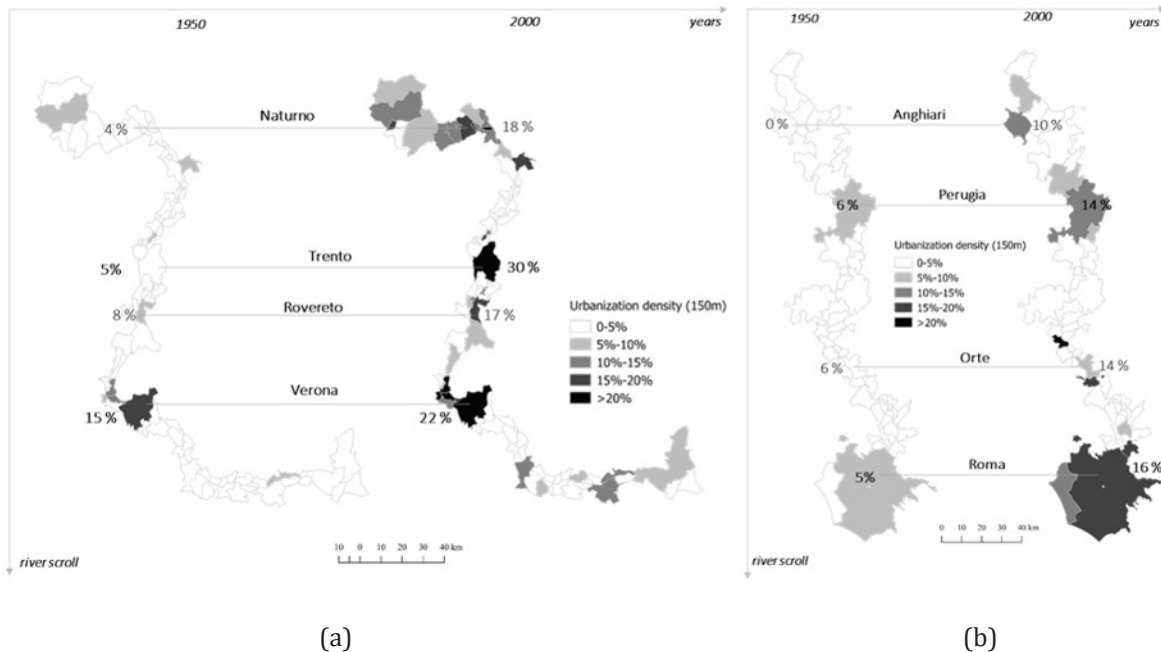 1950
2000
years
Naturno
4 %
18 %
Trento
5%
30 %
Rovereto
8 %
17 %
Verona
15 %
22 %
Urbanization density (150m)
0-5%
5%-10%
10%-15%
15%-20%
>20%
10 0 10 20 30 40 km
river scroll
(a)
1950
2000
years
Anghiari
0 %
10 %
Perugia
6 %
14 %
Urbanization density (150m)
0-5%
5%-10%
10%-15%
15%-20%
>20%
Orte
6 %
14 %
Roma
5%
16 %
0 10 20 30 40 km
river scroll
(b)